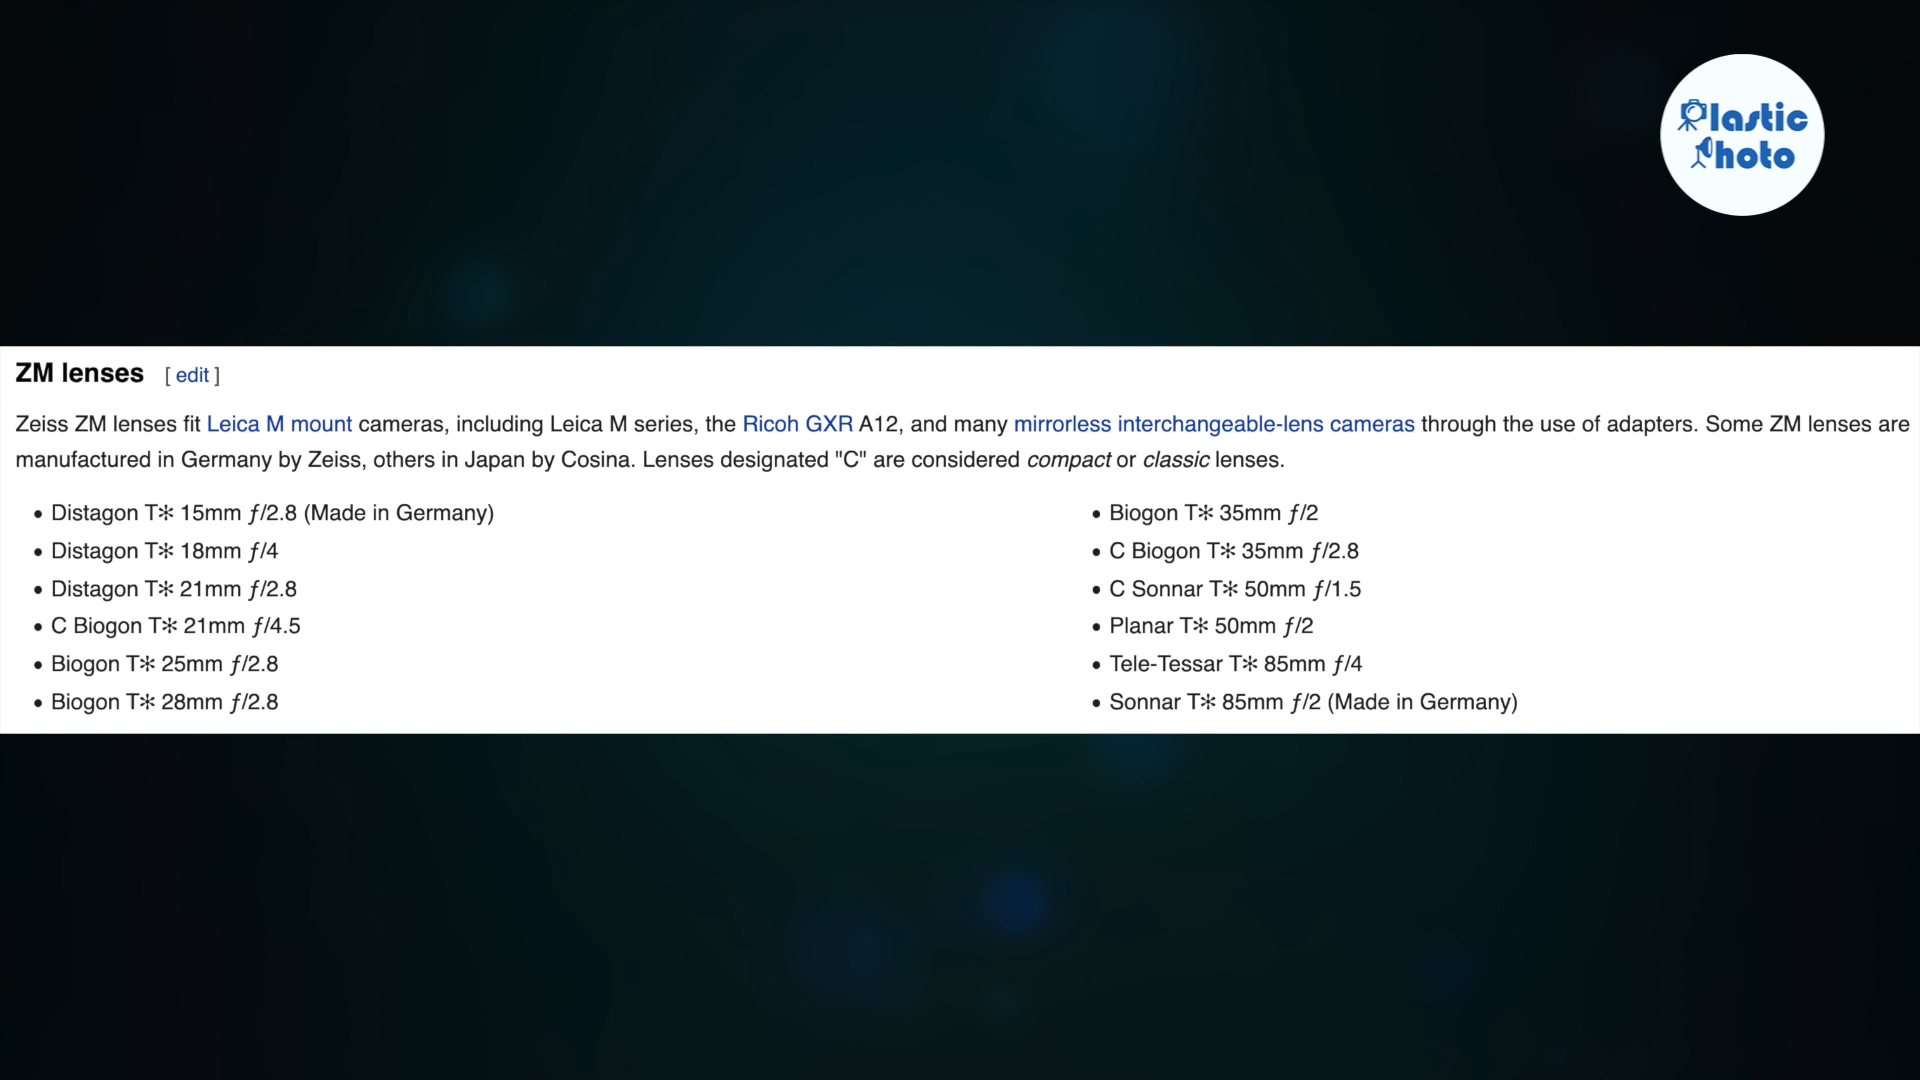 Plastic
Photo
ZM lenses [ edit ]
Zeiss ZM lenses fit Leica M mount cameras, including Leica M series, the Ricoh GXR A12, and many mirrorless interchangeable-lens cameras through the use of adapters. Some ZM lenses are
manufactured in Germany by Zeiss, others in Japan by Cosina. Lenses designated "C" are considered compact or classic lenses.
• Distagon T✻ 15mm ƒ/2.8 (Made in Germany)
• Distagon T✻ 18mm ƒ/4
• Distagon T✻ 21mm ƒ/2.8
• C Biogon T✻ 21mm ƒ/4.5
• Biogon T✻ 25mm ƒ/2.8
• Biogon T✻ 28mm ƒ/2.8
• Biogon T✻ 35mm ƒ/2
• C Biogon T✻ 35mm ƒ/2.8
• C Sonnar T✻ 50mm ƒ/1.5
• Planar T✻ 50mm ƒ/2
• Tele-Tessar T✻ 85mm ƒ/4
• Sonnar T✻ 85mm ƒ/2 (Made in Germany)